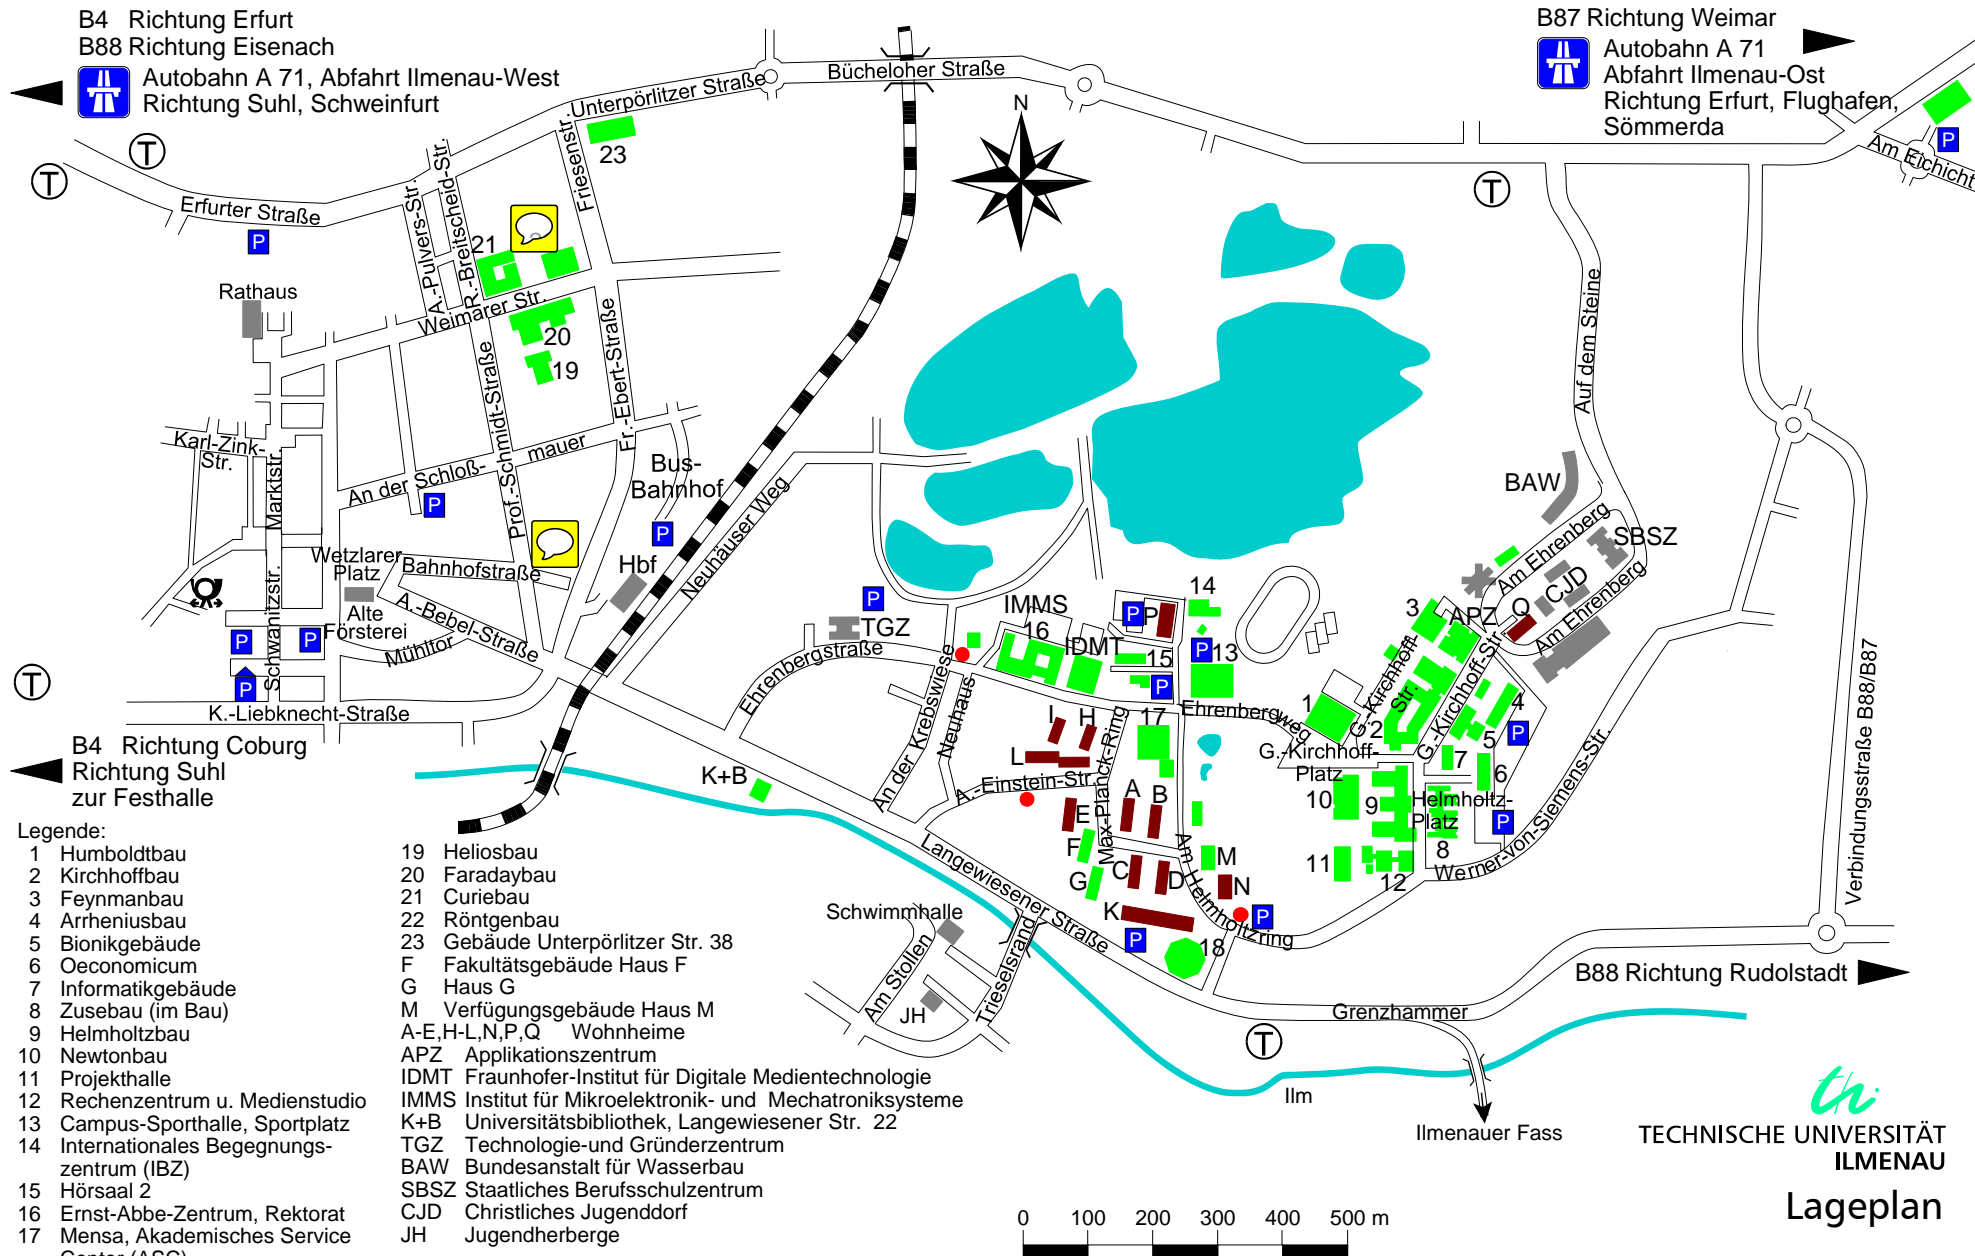 B4 Richtung Erfurt
B88 Richtung Eisenach
Autobahn A 71, Abfahrt Ilmenau-West
Richtung Suhl, Schweinfurt
B87 Richtung Weimar
Autobahn A 71
Abfahrt Ilmenau-Ost
Richtung Erfurt, Flughafen,
Sömmerda
Unterpörlitzer Straße
Bücheloher Straße
N
T
T
T
Am Eichicht
P
23
Friesenstr.
Erfurter Straße
A.-Pulvers-Str.
R.-Breitscheid-Str.
P
21
Rathaus
Weimarer Str.
20
19
Fr.-Ebert-Straße
Prof.-Schmidt-Straße
Auf dem Steine
Karl-Zink-
Str.
Marktstr.
An der Schloß-
mauer
P
Bus-
Bahnhof
P
Neuhäuser Weg
BAW
SBSZ
Wetzlarer
Platz
Bahnhofstraße
Hbf
Alte
Försterei
A.-Bebel-Straße
Mühltor
Schwanitzstr.
P
P
P
T
K.-Liebknecht-Straße
P
TGZ
Ehrenbergstraße
IMMS
16
IDMT
P
P
14
15
P
13
P
3
APZ
Am Ehrenberg
CJD
Q
Am Ehrenberg
Am Ehrenberg
G.-Kirchhoff-
Str.
G.-Kirchhoff-Str.
1
2
4
5
P
6
7
Ehrenberg
weg
G.-Kirchhoff-
Platz
An der Krebswiese
Neuhaus
I
H
L
17
A.-Einstein-Str.
Max-Planck-Ring
K+B
E
A
B
F
G
C
D
K
P
18
M
N
P
Am Helmholtzring
10
9
Helmholtz-
Platz
P
8
11
12
Werner-von-Siemens-Str.
Verbindungsstraße B88/B87
B4 Richtung Coburg
Richtung Suhl
zur Festhalle
Langewiesener Straße
Schwimmhalle
Am Stollen
JH
Trieselsrand
T
Grenzhammer
B88 Richtung Rudolstadt
Ilm
Ilmenauer Fass
Legende:
1 Humboldtbau
2 Kirchhoffbau
3 Feynmanbau
4 Arrheniusbau
5 Bionikgebäude
6 Oeconomicum
7 Informatikgebäude
8 Zusebau (im Bau)
9 Helmholtzbau
10 Newtonbau
11 Projekthalle
12 Rechenzentrum u. Medienstudio
13 Campus-Sporthalle, Sportplatz
14 Internationales Begegnungs-
zentrum (IBZ)
15 Hörsaal 2
16 Ernst-Abbe-Zentrum, Rektorat
17 Mensa, Akademisches Service
19 Heliosbau
20 Faradaybau
21 Curiebau
22 Röntgenbau
23 Gebäude Unterpörlitzer Str. 38
F Fakultätsgebäude Haus F
G Haus G
M Verfügungsgebäude Haus M
A-E,H-L,N,P,Q Wohnheime
APZ Applikationszentrum
IDMT Fraunhofer-Institut für Digitale Medientechnologie
IMMS Institut für Mikroelektronik- und Mechatroniksysteme
K+B Universitätsbibliothek, Langewiesener Str. 22
TGZ Technologie-und Gründerzentrum
BAW Bundesanstalt für Wasserbau
SBSZ Staatliches Berufsschulzentrum
CJD Christliches Jugenddorf
JH Jugendherberge
0 100 200 300 400 500 m
th
TECHNISCHE UNIVERSITÄT
ILMENAU
Lageplan